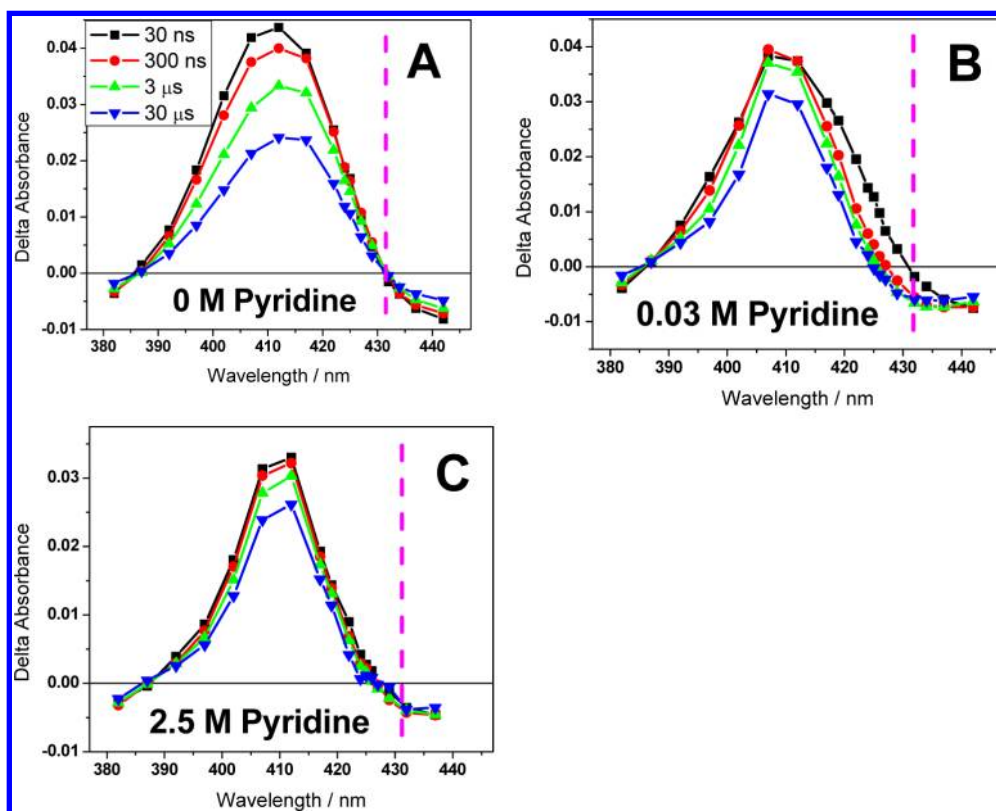 30 ns
300 ns
3 μs
30 μs
A
0.04
0.03
0.02
0.01
0.00
-0.01
Delta Absorbance
0 M Pyridine
380 390 400 410 420 430 440
Wavelength / nm
B
0.04
0.03
0.02
0.01
0.00
-0.01
Delta Absorbance
0.03 M Pyridine
380 390 400 410 420 430 440
Wavelength / nm
C
0.03
0.02
0.01
0.00
-0.01
Delta Absorbance
2.5 M Pyridine
380 390 400 410 420 430 440
Wavelength / nm